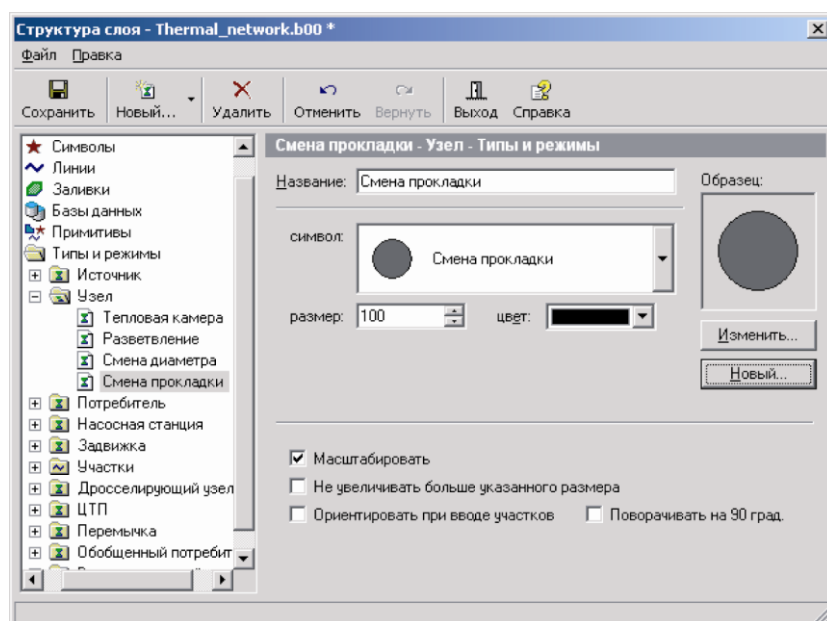 Структура слоя - Thermal_network.b00 *
Файл Правка
Сохранить Новый... Удалить Отменить Вернуть Выход Справка
Символы
Линии
Заливки
Базы данных
Примитивы
Типы и режимы
Источник
Узел
Тепловая камера
Разветвление
Смена диаметра
Смена прокладки
Потребитель
Насосная станция
Задвижка
Участки
Дросселирующий узел
ЦТП
Перемычка
Обобщенный потребит
Смена прокладки - Узел - Типы и режимы
Название: Смена прокладки
Образец:
символ: Смена прокладки
размер: 100 цвет:
Изменить...
Новый...
Масштабировать
Не увеличивать больше указанного размера
Ориентировать при вводе участков Поворачивать на 90 град.